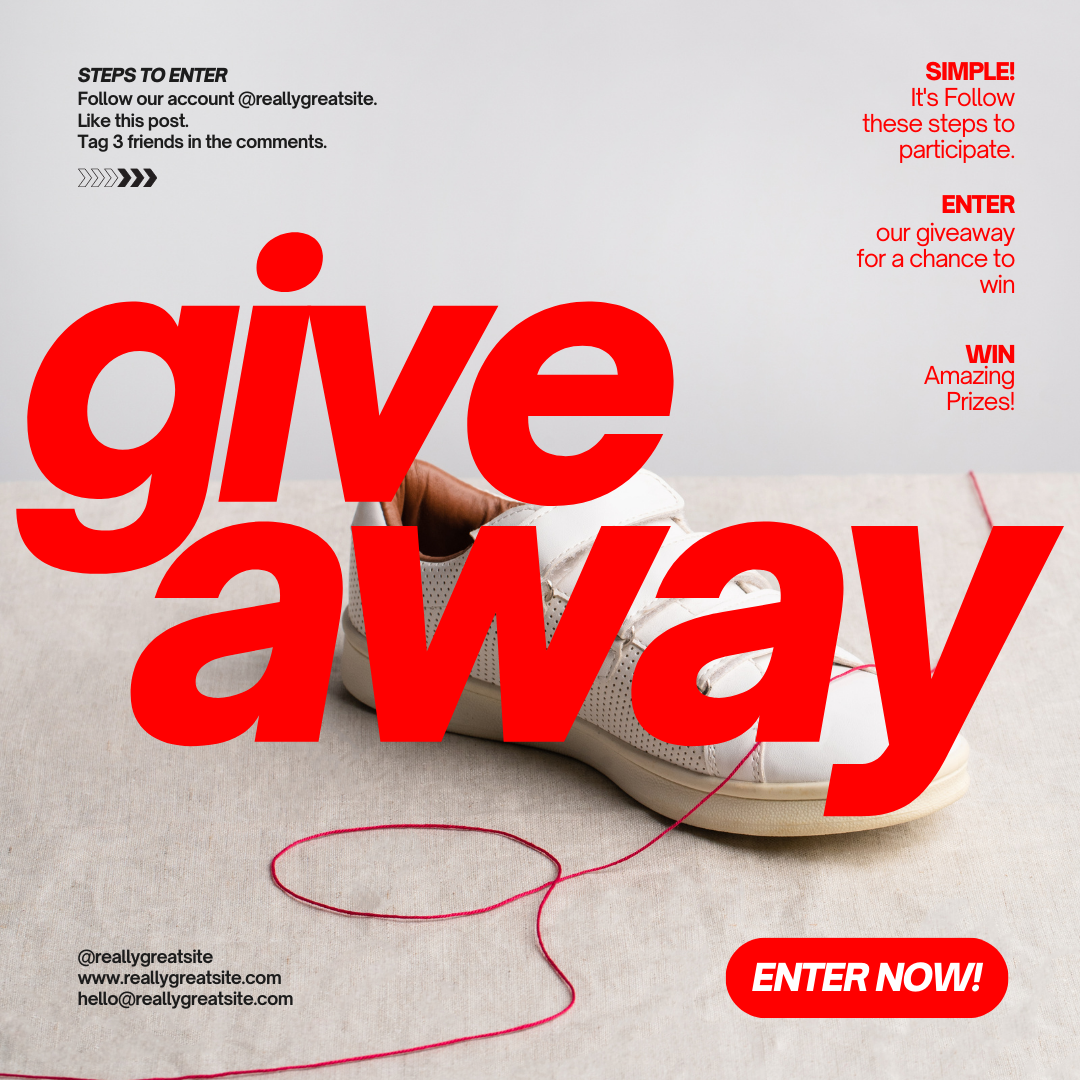 STEPS TO ENTER
Follow our account @reallygreatsite.
Like this post.
Tag 3 friends in the comments.
SIMPLE!
It's Follow
these steps to
participate.
ENTER
our giveaway
for a chance to
win
WIN
Amazing
Prizes!
give
away
@reallygreatsite
www.reallygreatsite.com
hello@reallygreatsite.com
ENTER NOW!